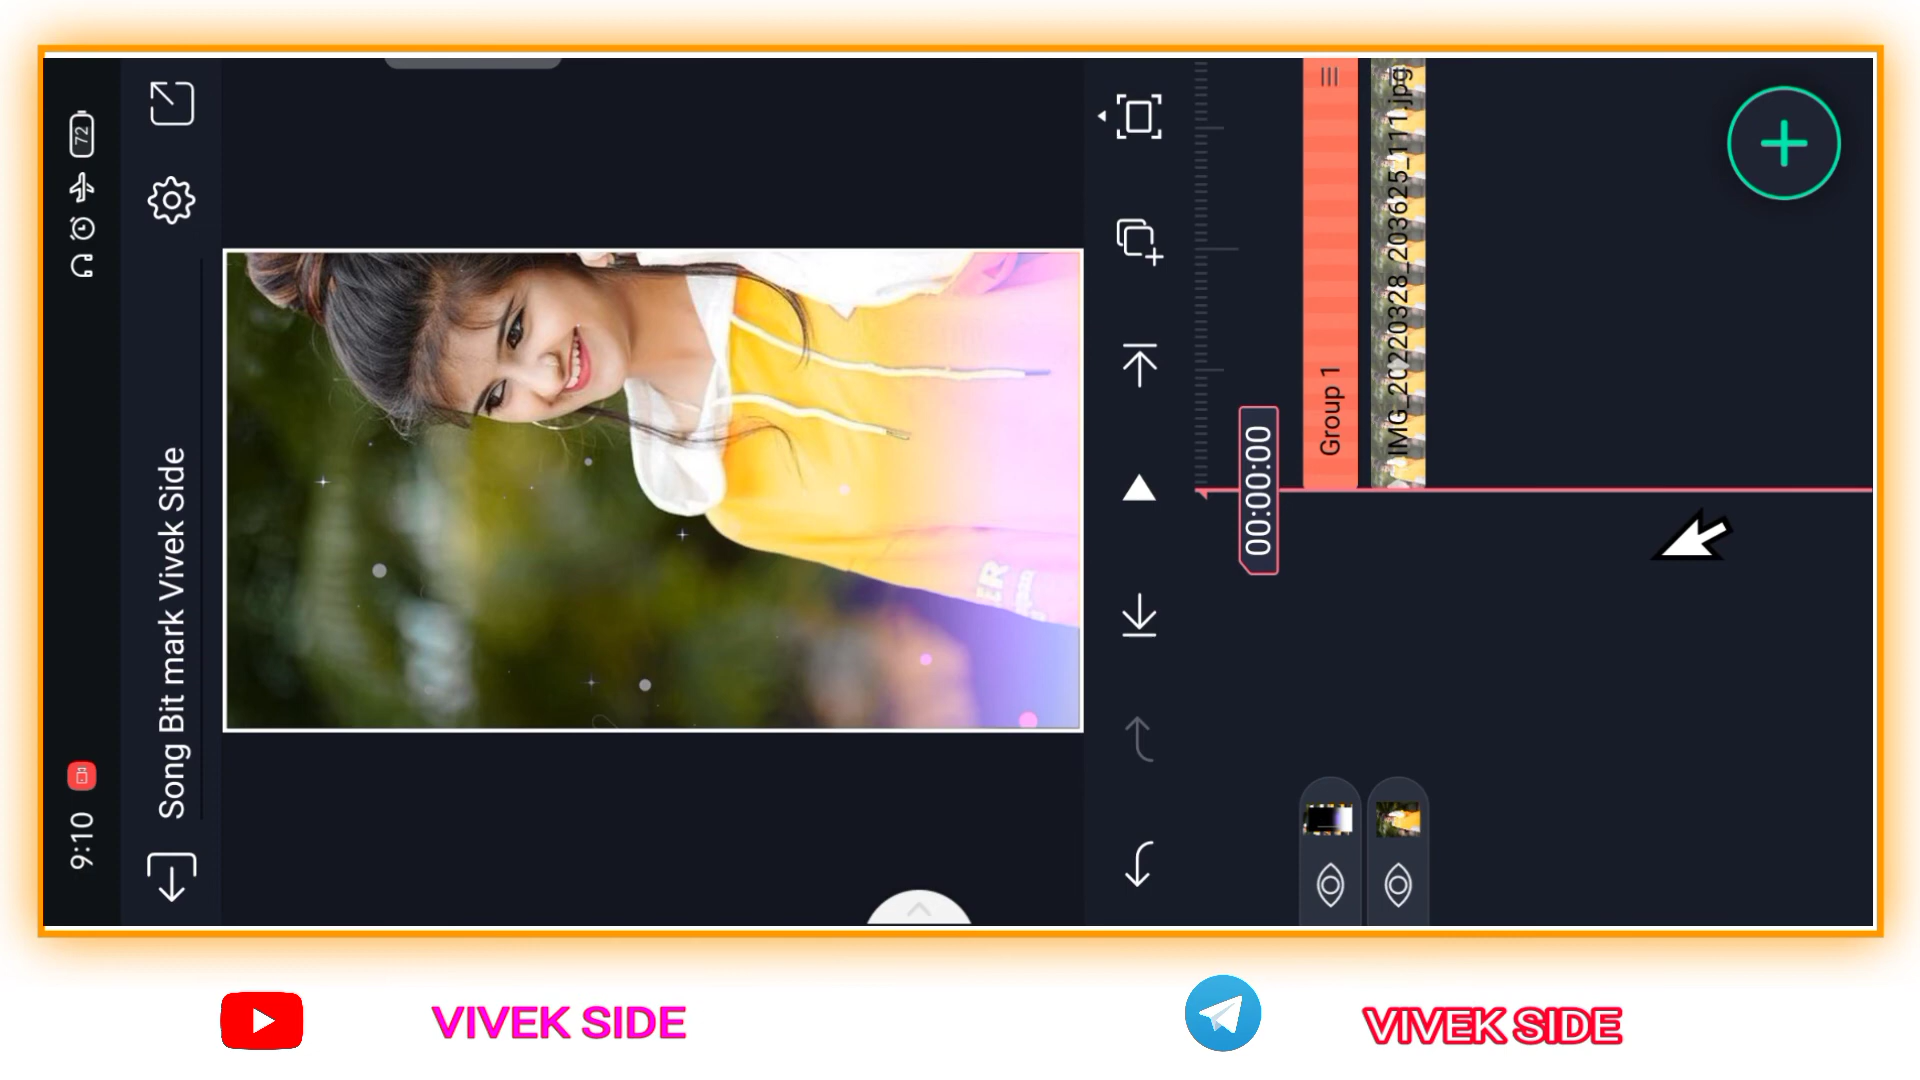 9:10
72
Song Bit mark Vivek Side
00:00:00
Group 1
IMG_20220328_203625_111.jpg
ER
VIVEK SIDE
VIVEK SIDE